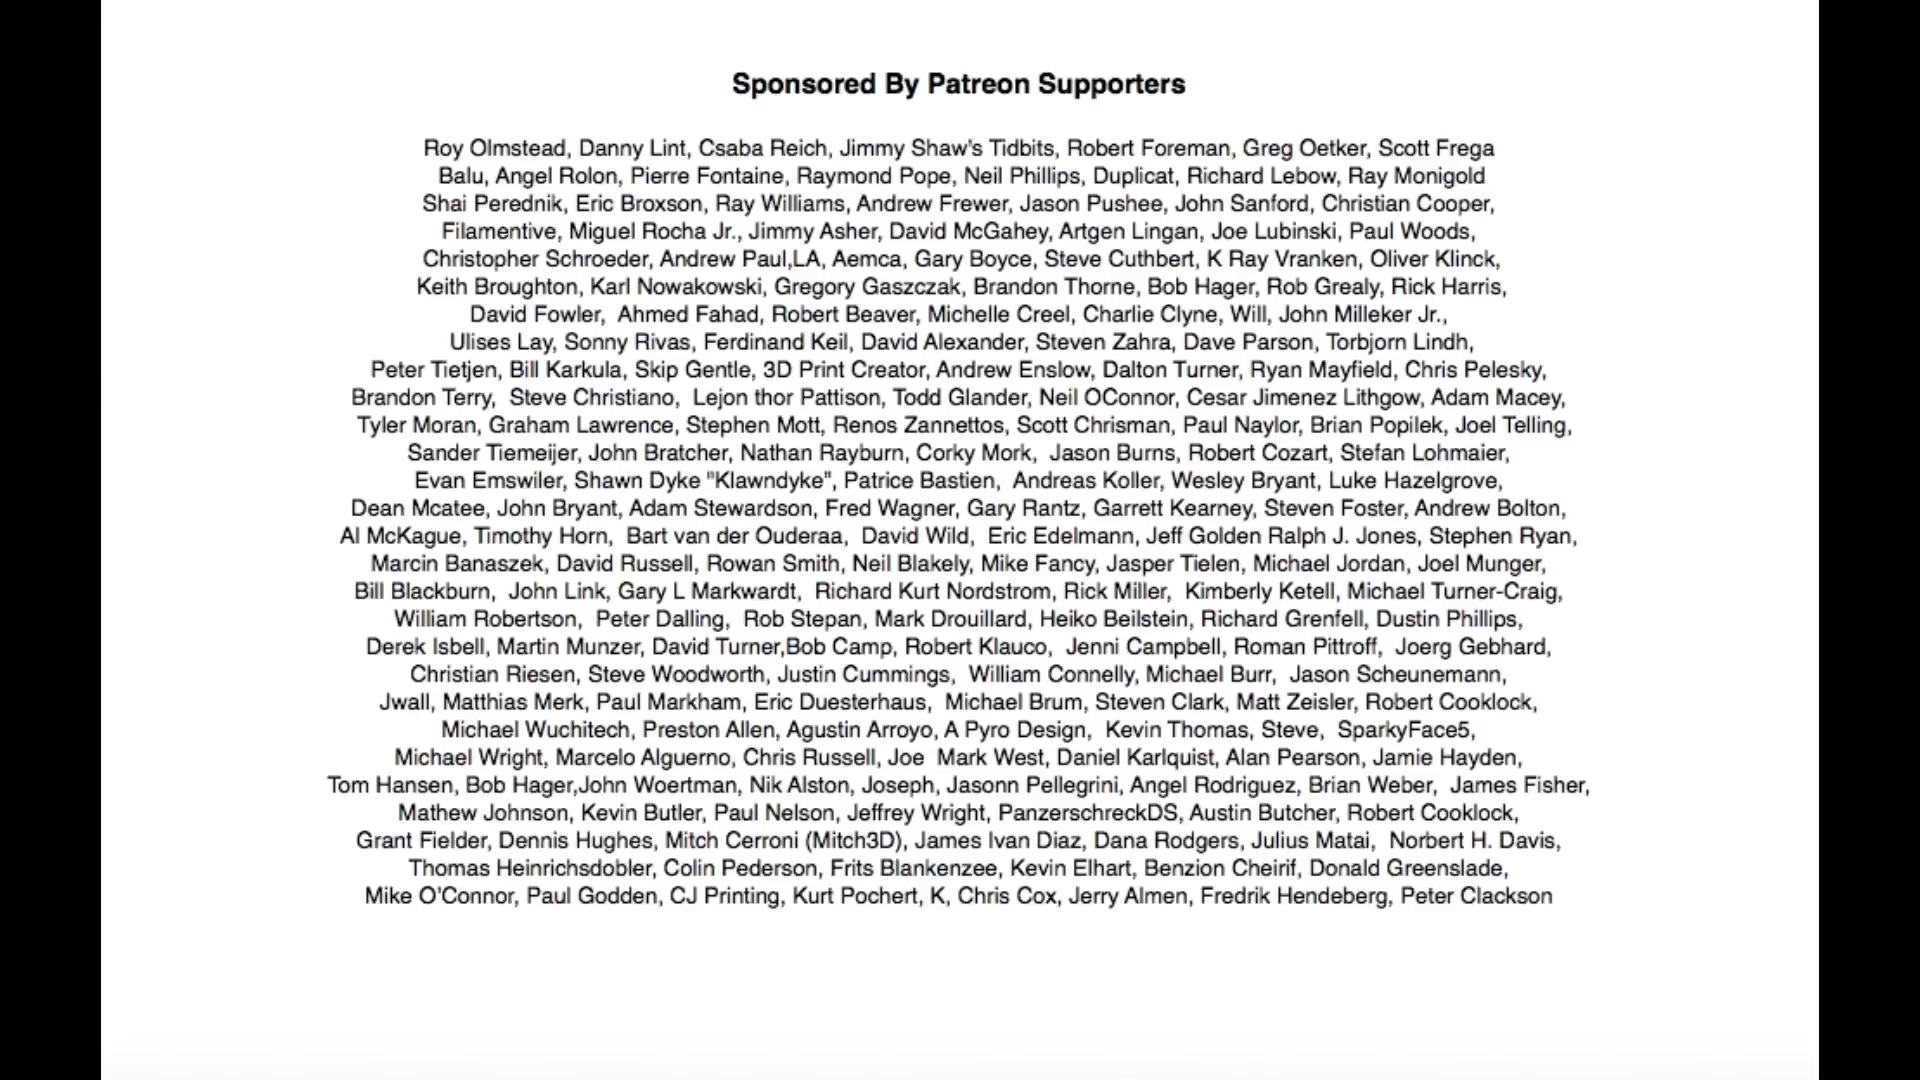 Sponsored By Patreon Supporters
Roy Olmstead, Danny Lint, Csaba Reich, Jimmy Shaw's Tidbits, Robert Foreman, Greg Oetker, Scott Frega
Balu, Angel Rolon, Pierre Fontaine, Raymond Pope, Neil Phillips, Duplicat, Richard Lebow, Ray Monigold
Shai Perednik, Eric Broxson, Ray Williams, Andrew Frewer, Jason Pushee, John Sanford, Christian Cooper,
Filamentive, Miguel Rocha Jr., Jimmy Asher, David McGahey, Artgen Lingan, Joe Lubinski, Paul Woods,
Christopher Schroeder, Andrew Paul,LA, Aemca, Gary Boyce, Steve Cuthbert, K Ray Vranken, Oliver Klinck,
Keith Broughton, Karl Nowakowski, Gregory Gaszczak, Brandon Thorne, Bob Hager, Rob Grealy, Rick Harris,
David Fowler,  Ahmed Fahad, Robert Beaver, Michelle Creel, Charlie Clyne, Will, John Milleker Jr.,
Ulises Lay, Sonny Rivas, Ferdinand Keil, David Alexander, Steven Zahra, Dave Parson, Torbjorn Lindh,
Peter Tietjen, Bill Karkula, Skip Gentle, 3D Print Creator, Andrew Enslow, Dalton Turner, Ryan Mayfield, Chris Pelesky,
Brandon Terry,  Steve Christiano,  Lejon thor Pattison, Todd Glander, Neil OConnor, Cesar Jimenez Lithgow, Adam Macey,
Tyler Moran, Graham Lawrence, Stephen Mott, Renos Zannettos, Scott Chrisman, Paul Naylor, Brian Popilek, Joel Telling,
Sander Tiemeijer, John Bratcher, Nathan Rayburn, Corky Mork,  Jason Burns, Robert Cozart, Stefan Lohmaier,
Evan Emswiler, Shawn Dyke "Klawndyke", Patrice Bastien,  Andreas Koller, Wesley Bryant, Luke Hazelgrove,
Dean Mcatee, John Bryant, Adam Stewardson, Fred Wagner, Gary Rantz, Garrett Kearney, Steven Foster, Andrew Bolton,
Al McKague, Timothy Horn,  Bart van der Ouderaa,  David Wild,  Eric Edelmann, Jeff Golden Ralph J. Jones, Stephen Ryan,
Marcin Banaszek, David Russell, Rowan Smith, Neil Blakely, Mike Fancy, Jasper Tielen, Michael Jordan, Joel Munger,
Bill Blackburn,  John Link, Gary L Markwardt,  Richard Kurt Nordstrom, Rick Miller,  Kimberly Ketell, Michael Turner-Craig,
William Robertson,  Peter Dalling,  Rob Stepan, Mark Drouillard, Heiko Beilstein, Richard Grenfell, Dustin Phillips,
Derek Isbell, Martin Munzer, David Turner,Bob Camp, Robert Klauco,  Jenni Campbell, Roman Pittroff,  Joerg Gebhard,
Christian Riesen, Steve Woodworth, Justin Cummings,  William Connelly, Michael Burr,  Jason Scheunemann,
Jwall, Matthias Merk, Paul Markham, Eric Duesterhaus,  Michael Brum, Steven Clark, Matt Zeisler, Robert Cooklock,
Michael Wuchitech, Preston Allen, Agustin Arroyo, A Pyro Design,  Kevin Thomas, Steve,  SparkyFace5,
Michael Wright, Marcelo Alguerno, Chris Russell, Joe  Mark West, Daniel Karlquist, Alan Pearson, Jamie Hayden,
Tom Hansen, Bob Hager,John Woertman, Nik Alston, Joseph, Jasonn Pellegrini, Angel Rodriguez, Brian Weber,  James Fisher,
Mathew Johnson, Kevin Butler, Paul Nelson, Jeffrey Wright, PanzerschreckDS, Austin Butcher, Robert Cooklock,
Grant Fielder, Dennis Hughes, Mitch Cerroni (Mitch3D), James Ivan Diaz, Dana Rodgers, Julius Matai,  Norbert H. Davis,
Thomas Heinrichsdobler, Colin Pederson, Frits Blankenzee, Kevin Elhart, Benzion Cheirif, Donald Greenslade,
Mike O'Connor, Paul Godden, CJ Printing, Kurt Pochert, K, Chris Cox, Jerry Almen, Fredrik Hendeberg, Peter Clackson